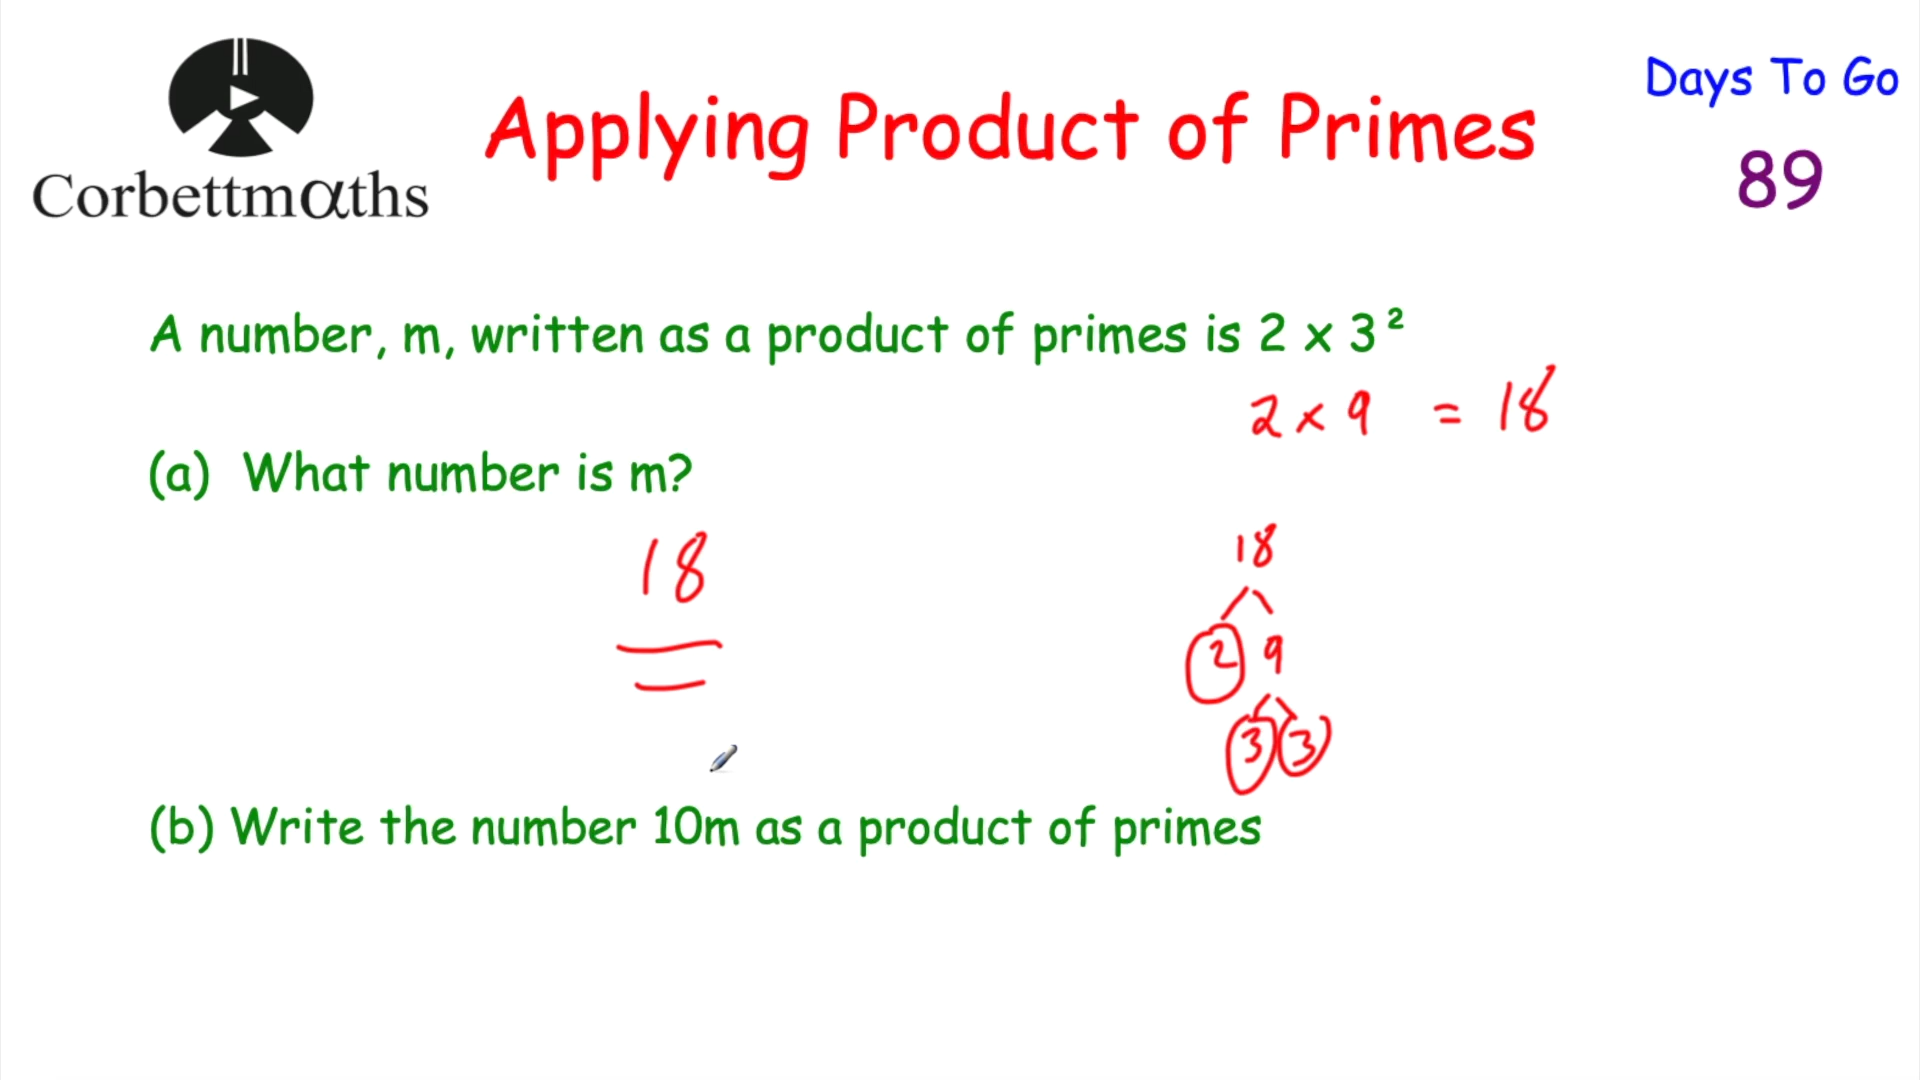 Corbettmαths
Applying Product of Primes
Days To Go
89
A number, m, written as a product of primes is 2 x 3²
2 × 9 = 18
(a) What number is m?
18
18
2 9
3 3
(b) Write the number 10m as a product of primes